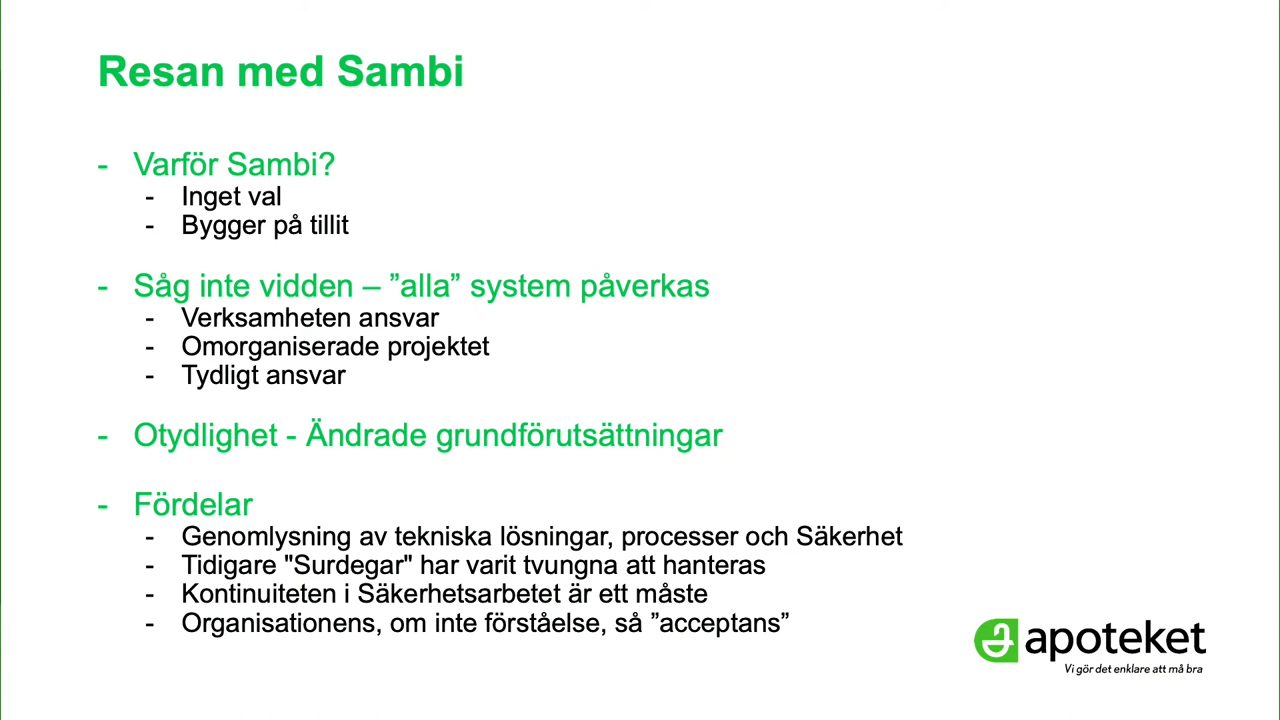 Resan med Sambi
- Varför Sambi?
- Inget val
- Bygger på tillit
- Såg inte vidden – ”alla” system påverkas
- Verksamheten ansvar
- Omorganiserade projektet
- Tydligt ansvar
- Otydlighet - Ändrade grundförutsättningar
- Fördelar
- Genomlysning av tekniska lösningar, processer och Säkerhet
- Tidigare "Surdegar" har varit tvungna att hanteras
- Kontinuiteten i Säkerhetsarbetet är ett måste
- Organisationens, om inte förståelse, så ”acceptans”
apoteket
Vi gör det enklare att må bra